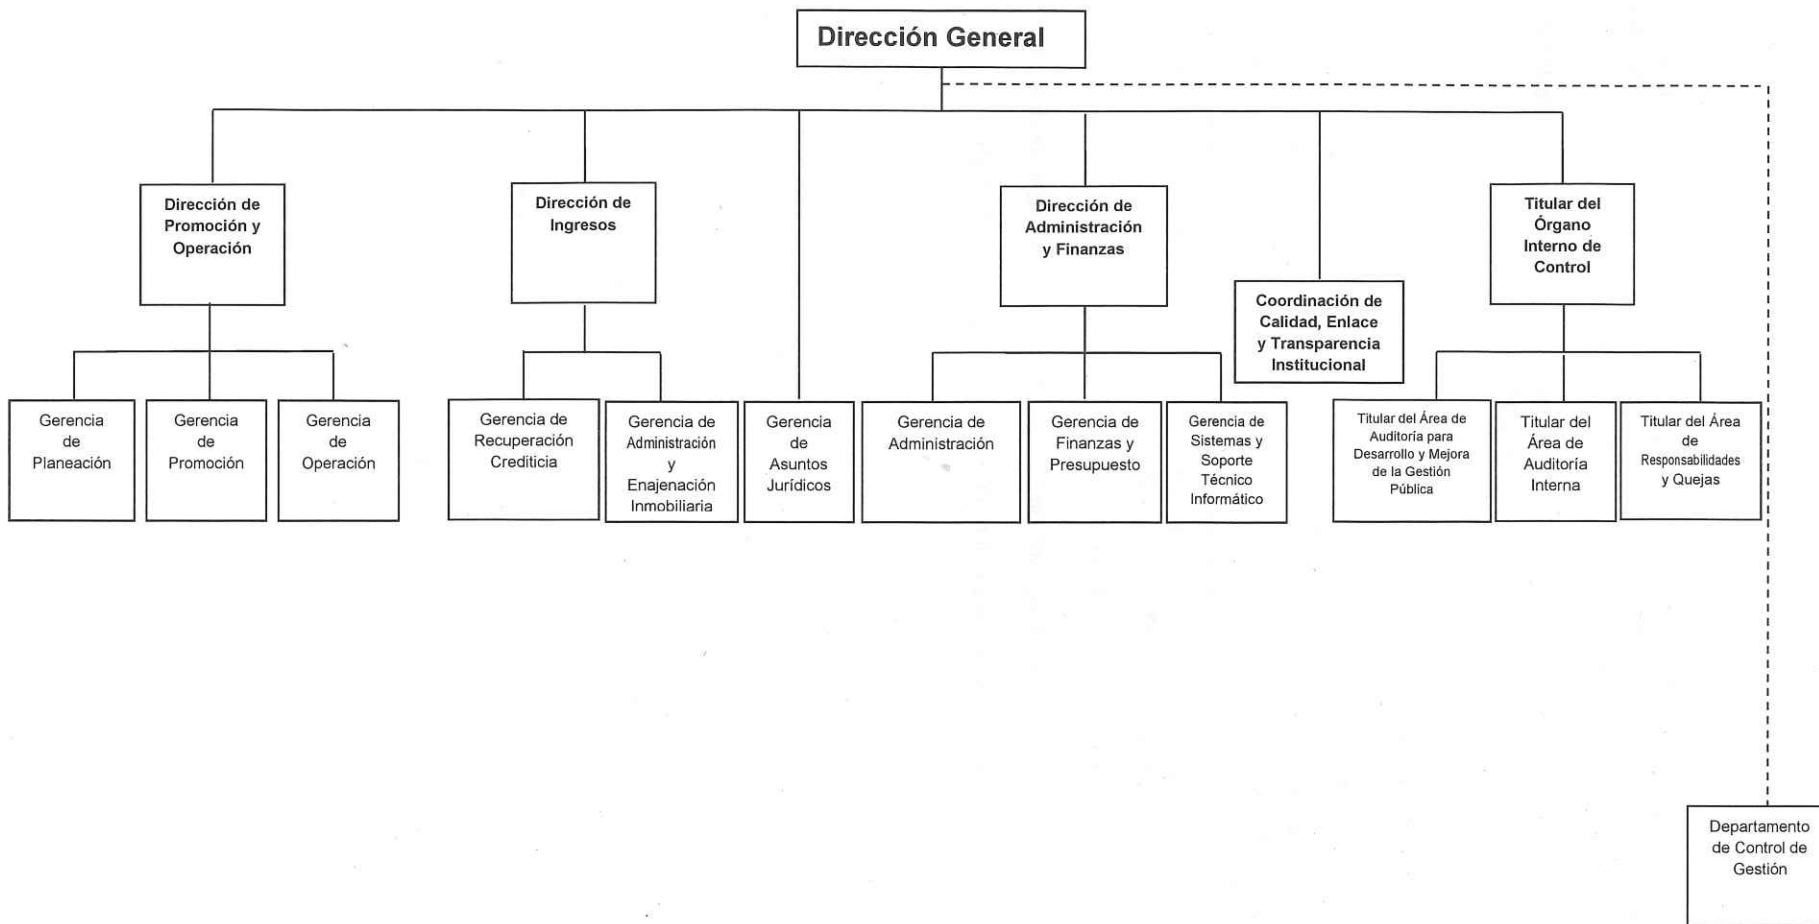 Dirección General
Dirección de
Promoción y
Operación
Dirección de
Ingresos
Dirección de
Administración
y Finanzas
Coordinación de
Calidad, Enlace
y Transparencia
Institucional
Titular del
Órgano
Interno de
Control
Gerencia
de
Planeación
Gerencia
de
Promoción
Gerencia
de
Operación
Gerencia de
Recuperación
Crediticia
Gerencia de
Administración
y
Enajenación
Inmobiliaria
Gerencia
de
Asuntos
Jurídicos
Gerencia de
Administración
Gerencia de
Finanzas y
Presupuesto
Gerencia de
Sistemas y
Soporte
Técnico
Informático
Titular del Área de
Auditoría para
Desarrollo y Mejora
de la Gestión
Pública
Titular del
Área de
Auditoría
Interna
Titular del Área
de
Responsabilidades
y Quejas
Departamento
de Control de
Gestión